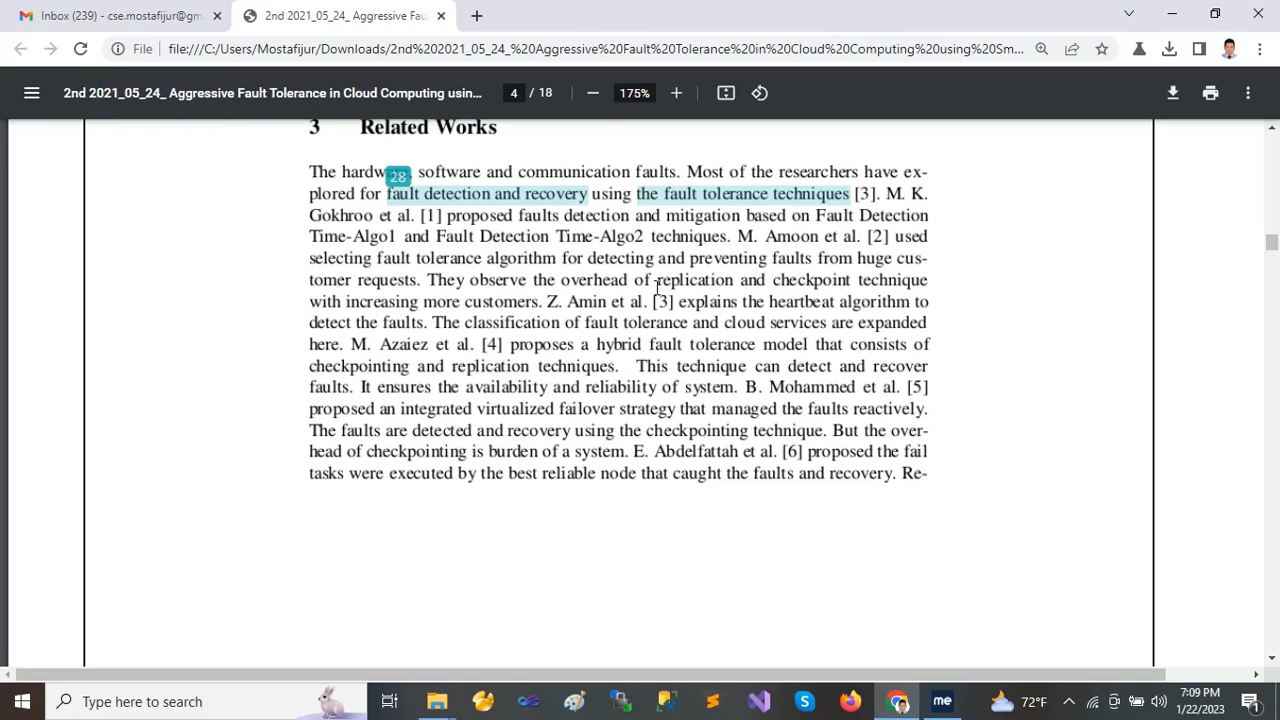 Inbox (239) - cse.mostafijur@gm
2nd 2021_05_24_ Aggressive Fau
File
file:///C:/Users/Mostafijur/Downloads/2nd%202021_05_24_%20Aggressive%20Fault%20Tolerance%20in%20Cloud%20Computing%20using%20Sm...
2nd 2021_05_24_ Aggressive Fault Tolerance in Cloud Computing usin...
4 / 18
175%
3 Related Works
The hardware, software and communication faults. Most of the researchers have ex-
28
plored for fault detection and recovery using the fault tolerance techniques [3]. M. K.
Gokhroo et al. [1] proposed faults detection and mitigation based on Fault Detection
Time-Algo1 and Fault Detection Time-Algo2 techniques. M. Amoon et al. [2] used
selecting fault tolerance algorithm for detecting and preventing faults from huge cus-
tomer requests. They observe the overhead of replication and checkpoint technique
with increasing more customers. Z. Amin et al. [3] explains the heartbeat algorithm to
detect the faults. The classification of fault tolerance and cloud services are expanded
here. M. Azaiez et al. [4] proposes a hybrid fault tolerance model that consists of
checkpointing and replication techniques. This technique can detect and recover
faults. It ensures the availability and reliability of system. B. Mohammed et al. [5]
proposed an integrated virtualized failover strategy that managed the faults reactively.
The faults are detected and recovery using the checkpointing technique. But the over-
head of checkpointing is burden of a system. E. Abdelfattah et al. [6] proposed the fail
tasks were executed by the best reliable node that caught the faults and recovery. Re-
Type here to search
me
72°F
7:09 PM
1/22/2023
1